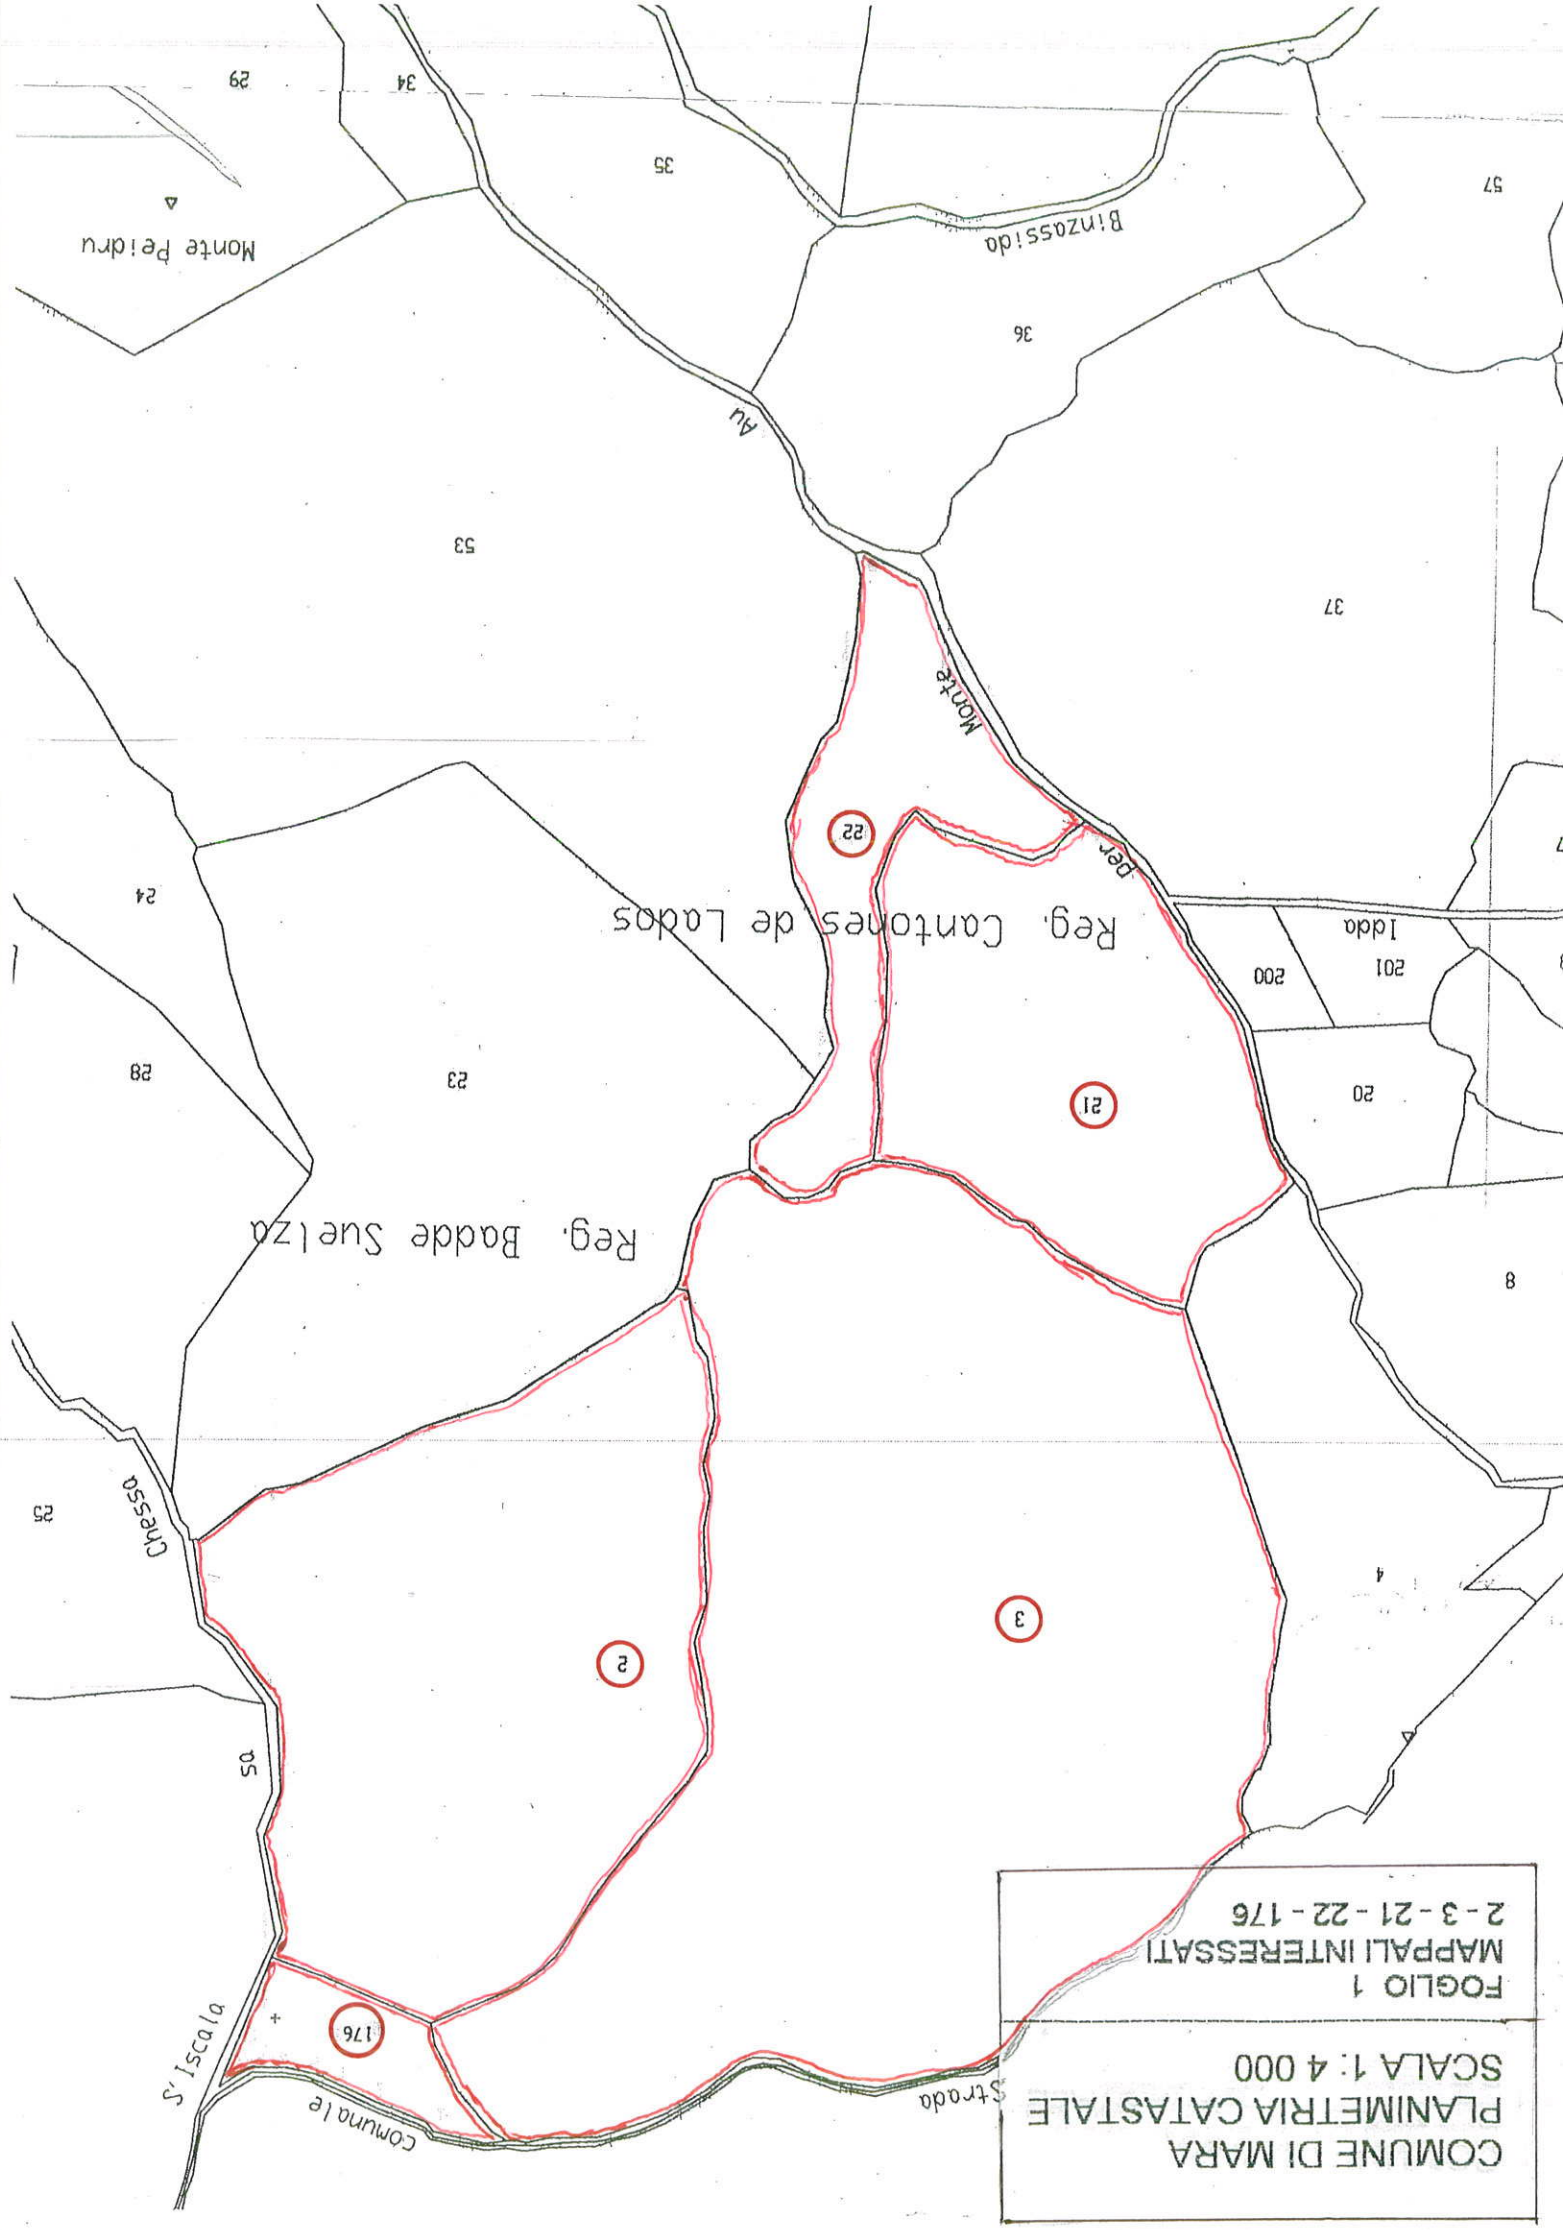 COMUNE DI MARA
PLANIMETRIA CATASTALE
SCALA 1: 4 000
FOGLIO 1
MAPPALI INTERESSATI
2 - 3 - 21 - 22 - 176
Strada
Comunale
S' Iscala
176
sa
3
2
4
Chessa
25
8
Reg. Badde Suelza
21
20
23
28
200
201
Idda
Reg. Cantones de Lados
24
per
22
Monte
37
53
Au
36
Binzassida
Monte Peidru
57
35
34
29